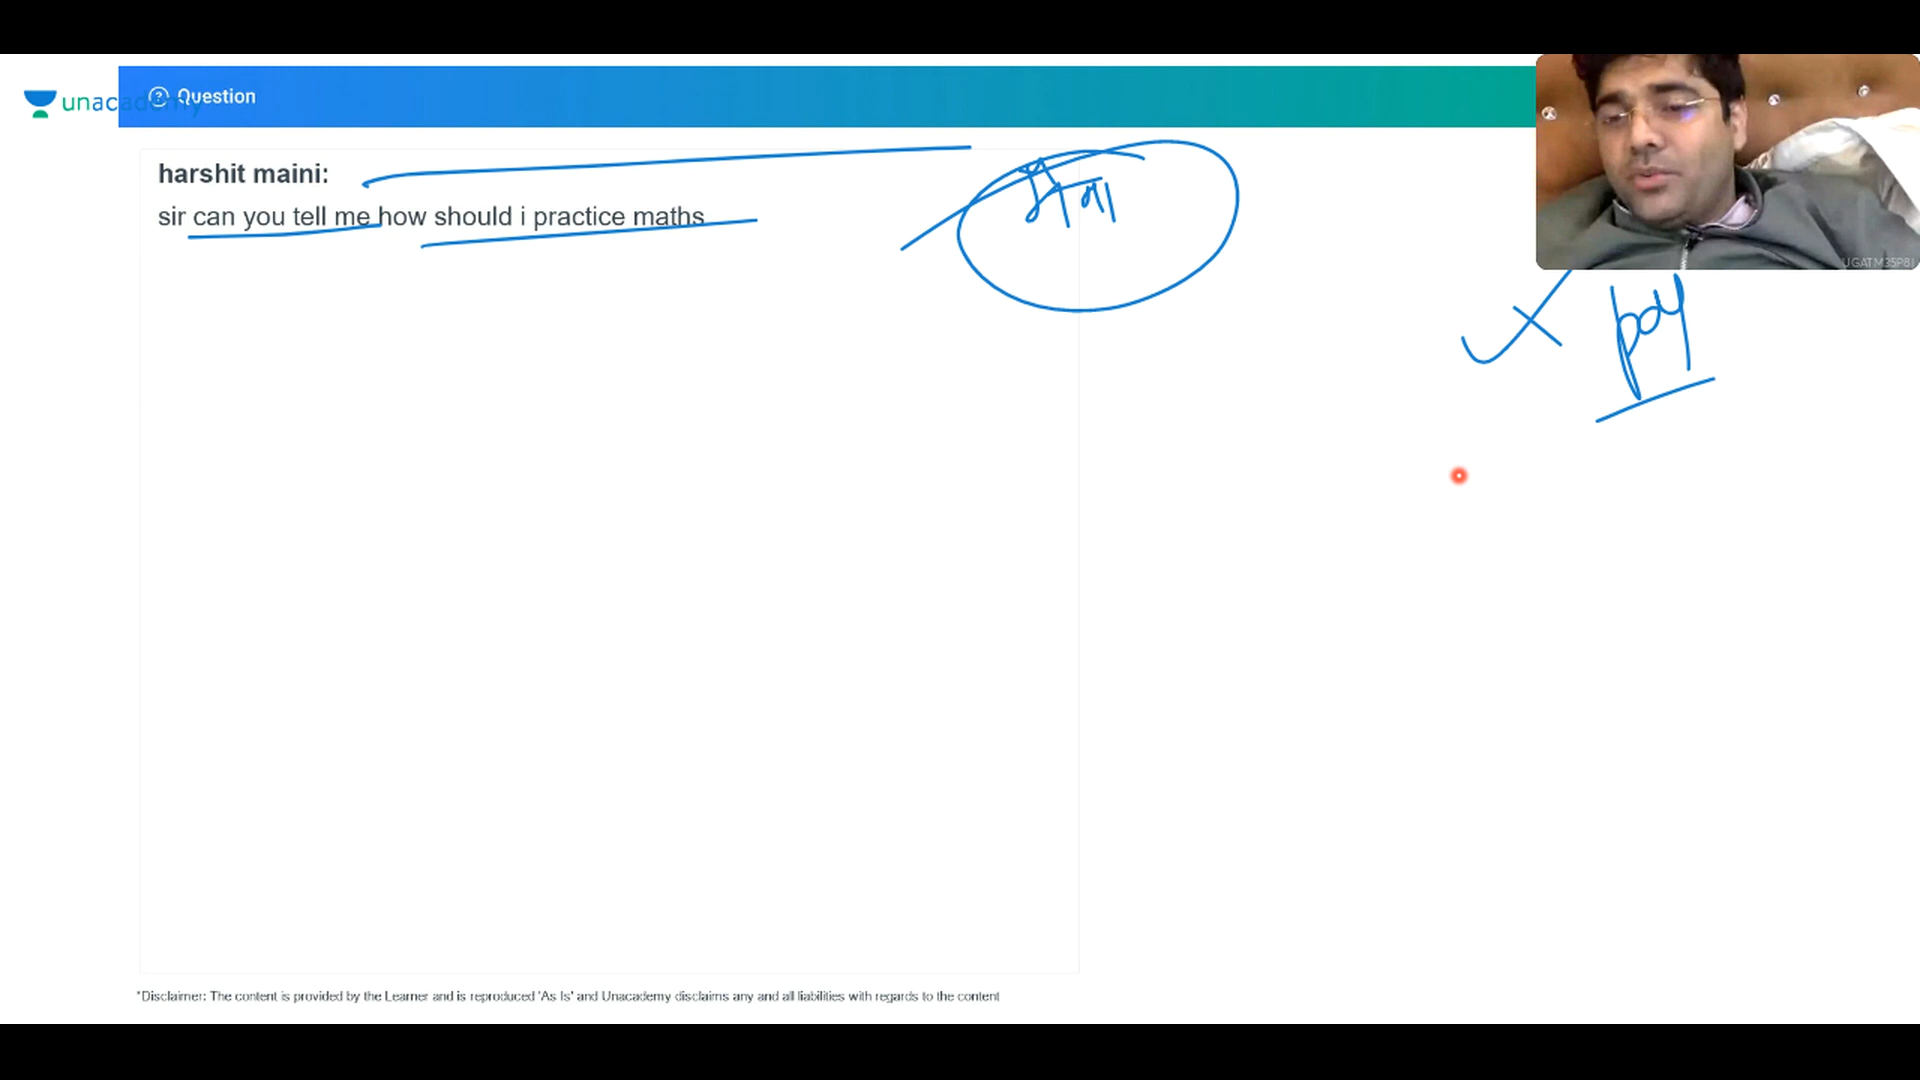 unacademy
Question
harshit maini:
sir can you tell me how should i practice maths
UGATM35P8I
pay
*Disclaimer: The content is provided by the Learner and is reproduced 'As Is' and Unacademy disclaims any and all liabilities with regards to the content